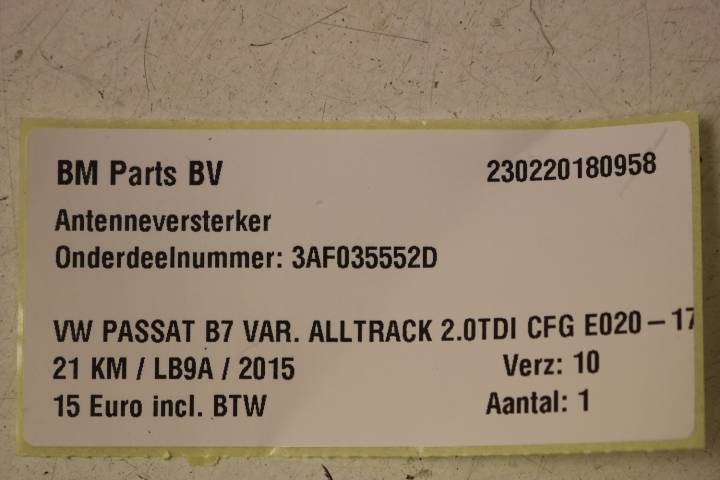 BM Parts BV 230220180958
Antenneversterker
Onderdeelnummer: 3AF035552D
VW PASSAT B7 VAR. ALLTRACK 2.0TDI CFG E020-17
21 KM / LB9A / 2015 Verz: 10
15 Euro incl. BTW Aantal: 1